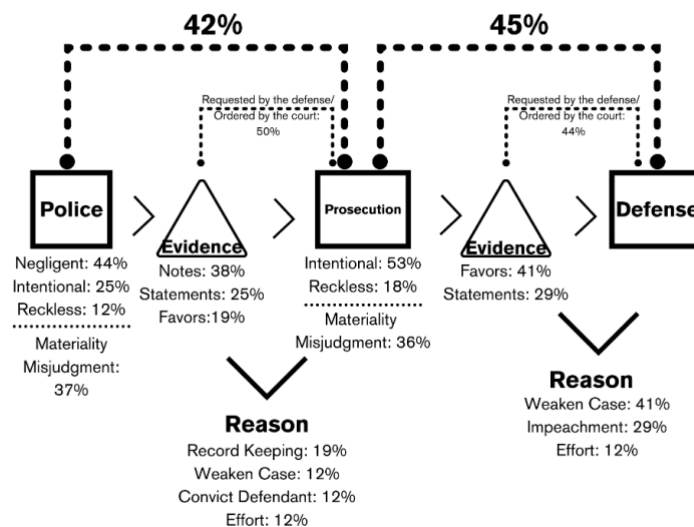 42%
45%
Requested by the defense/
Ordered by the court:
50%
Requested by the defense/
Ordered by the court:
44%
Police
Negligent: 44%
Intentional: 25%
Reckless: 12%
Materiality
Misjudgment:
37%
Evidence
Notes: 38%
Statements: 25%
Favors:19%
Prosecution
Intentional: 53%
Reckless: 18%
Materiality
Misjudgment: 36%
Evidence
Favors: 41%
Statements: 29%
Defense
Reason
Record Keeping: 19%
Weaken Case: 12%
Convict Defendant: 12%
Effort: 12%
Reason
Weaken Case: 41%
Impeachment: 29%
Effort: 12%